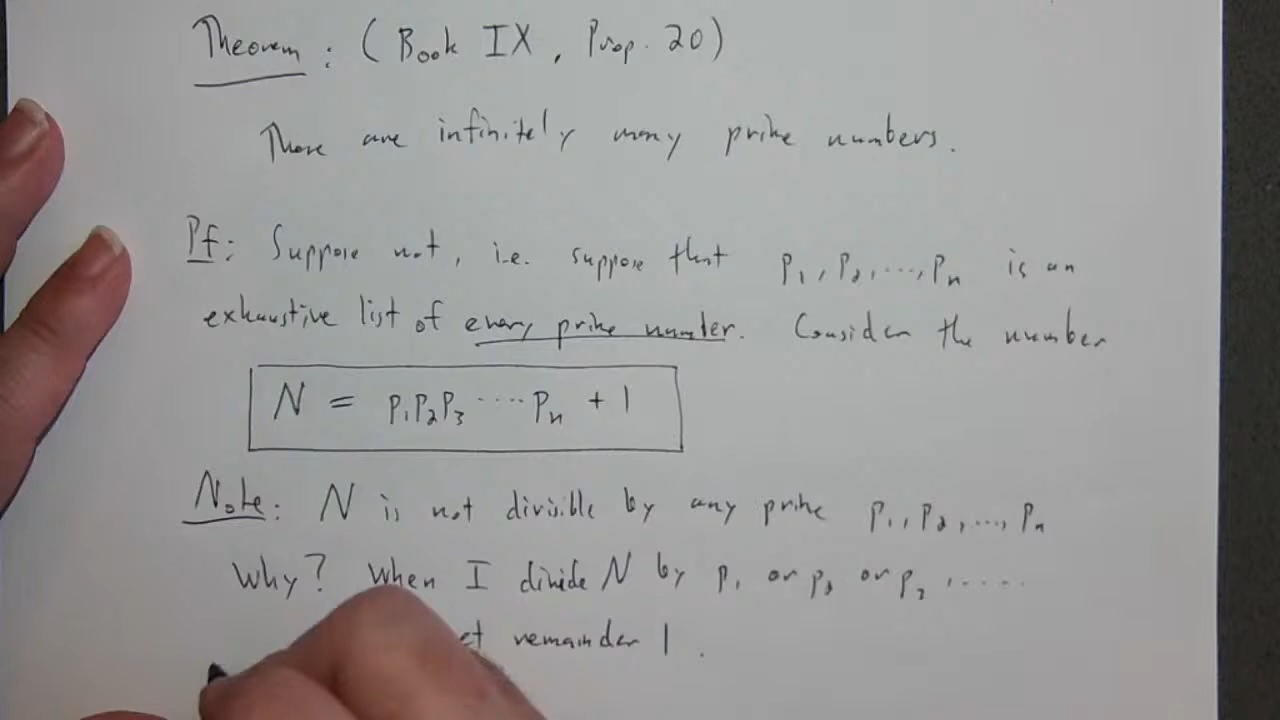 Theorem: (Book IX, Prop. 20)
There are infinitely many prime numbers.
Pf: Suppose not, i.e. suppose that p₁, p₂, ..., pₙ is an
exhaustive list of every prime number. Consider the number
N = p₁p₂p₃ ···· pₙ + 1
Note: N is not divisible by any prime p₁, p₂, ..., pₙ
Why? When I divide N by p₁ or p₂ or p₃ .....
remainder 1.